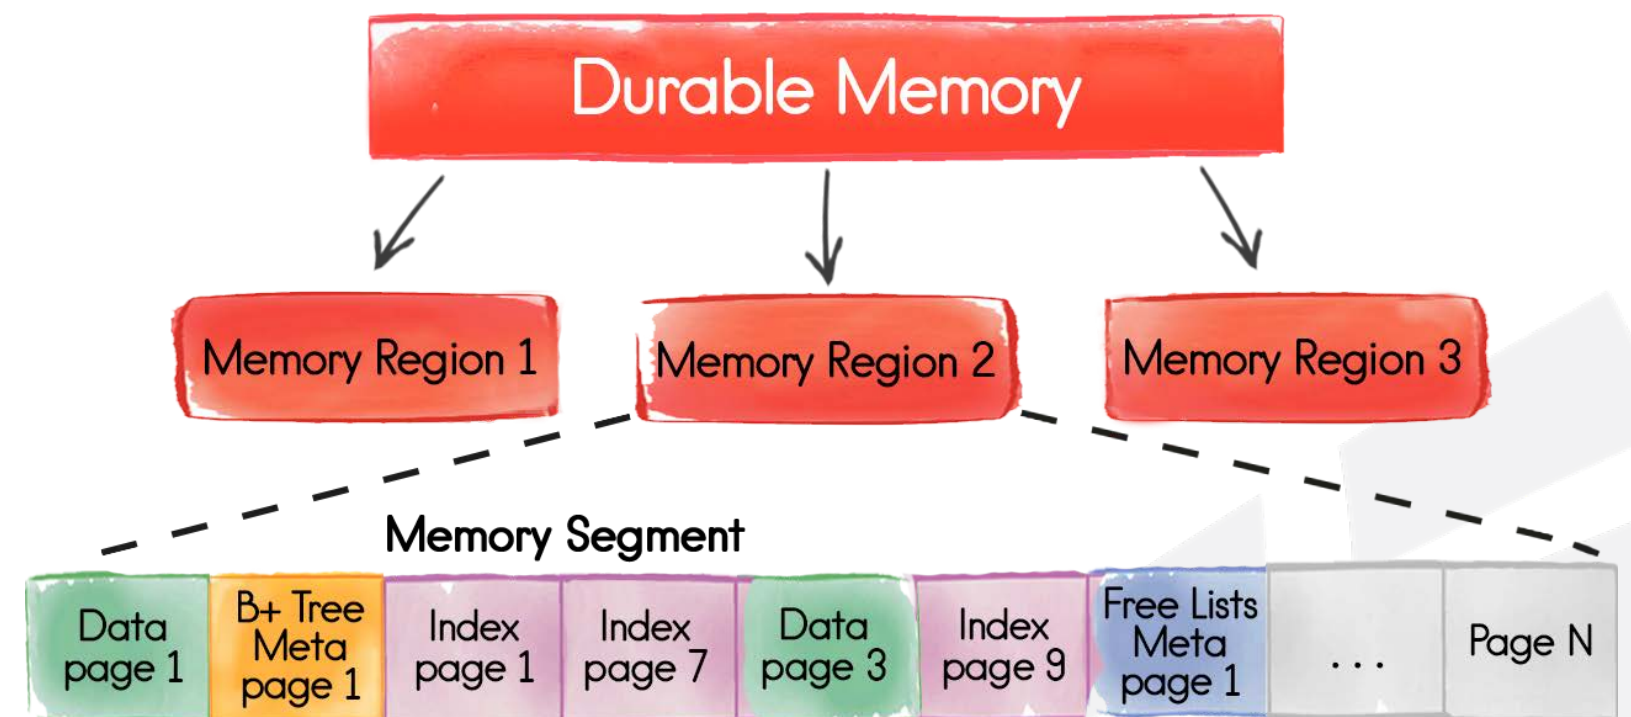 Durable Memory
Memory Region 1
Memory Region 2
Memory Region 3
Memory Segment
Data
page 1
B+ Tree
Meta
page 1
Index
page 1
Index
page 7
Data
page 3
Index
page 9
Free Lists
Meta
page 1
...
Page N